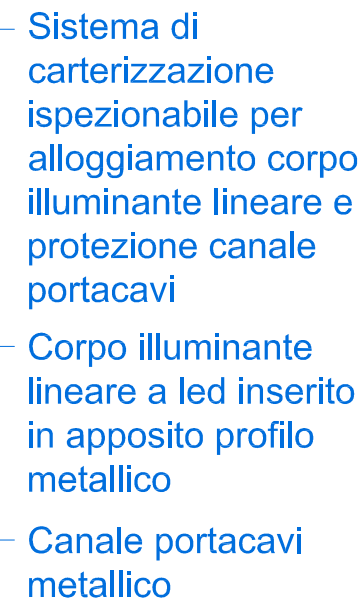 Sistema di
carterizzazione
ispezionabile per
alloggiamento corpo
illuminante lineare e
protezione canale
portacavi
Corpo illuminante
lineare a led inserito
in apposito profilo
metallico
Canale portacavi
metallico